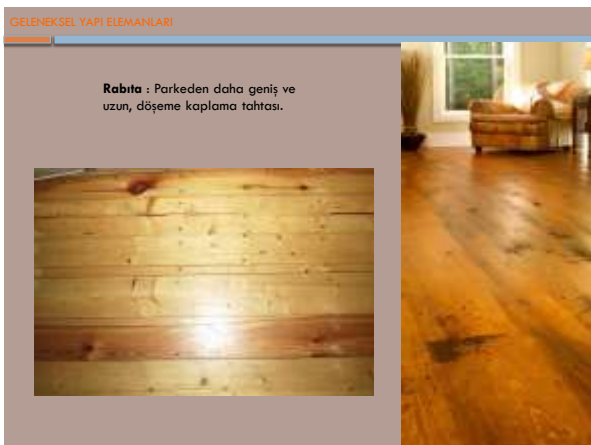 GELENEKSEL YAPI ELEMANLARI
Rabıta : Parkeden daha geniş ve
uzun, döşeme kaplama tahtası.